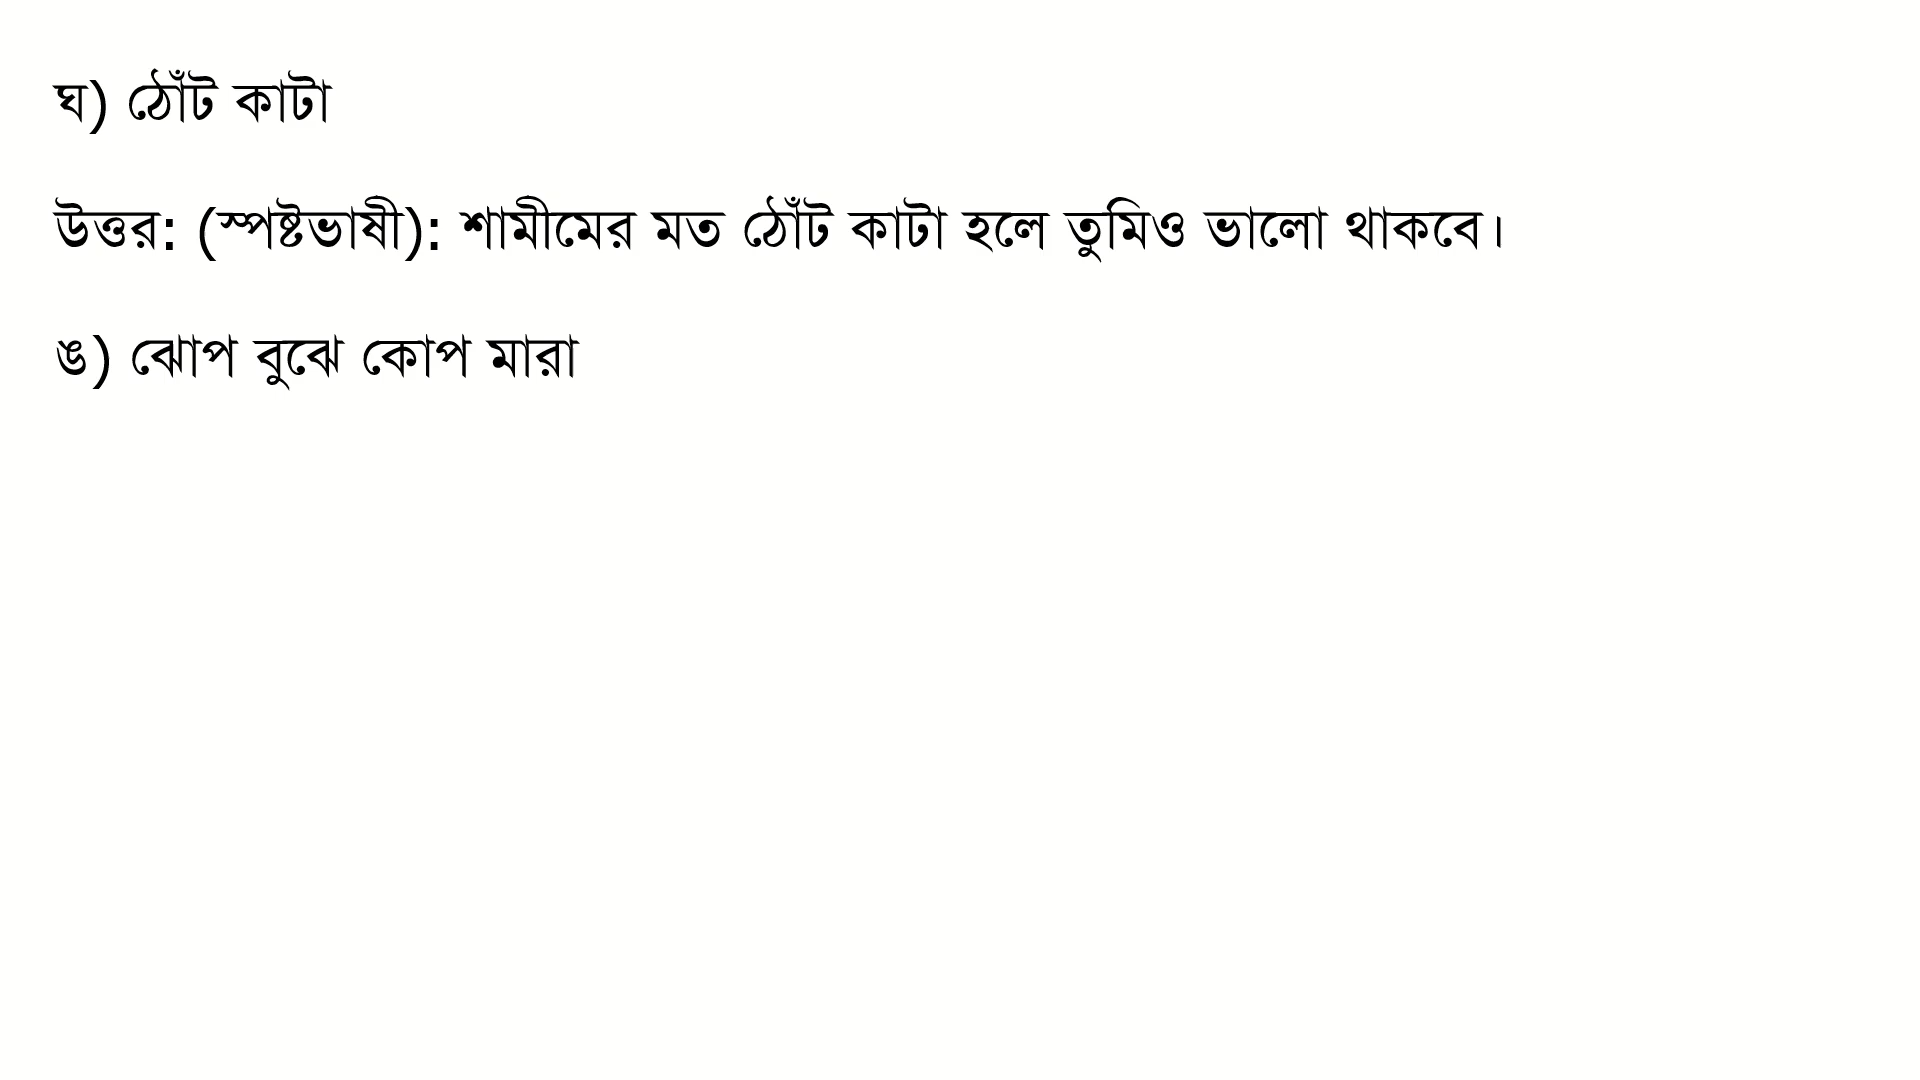 ঘ) ঠোঁট কাটা
উত্তর: (স্পষ্টভাষী): শামীমের মত ঠোঁট কাটা হলে তুমিও ভালো থাকবে।
ঙ) ঝোপ বুঝে কোপ মারা